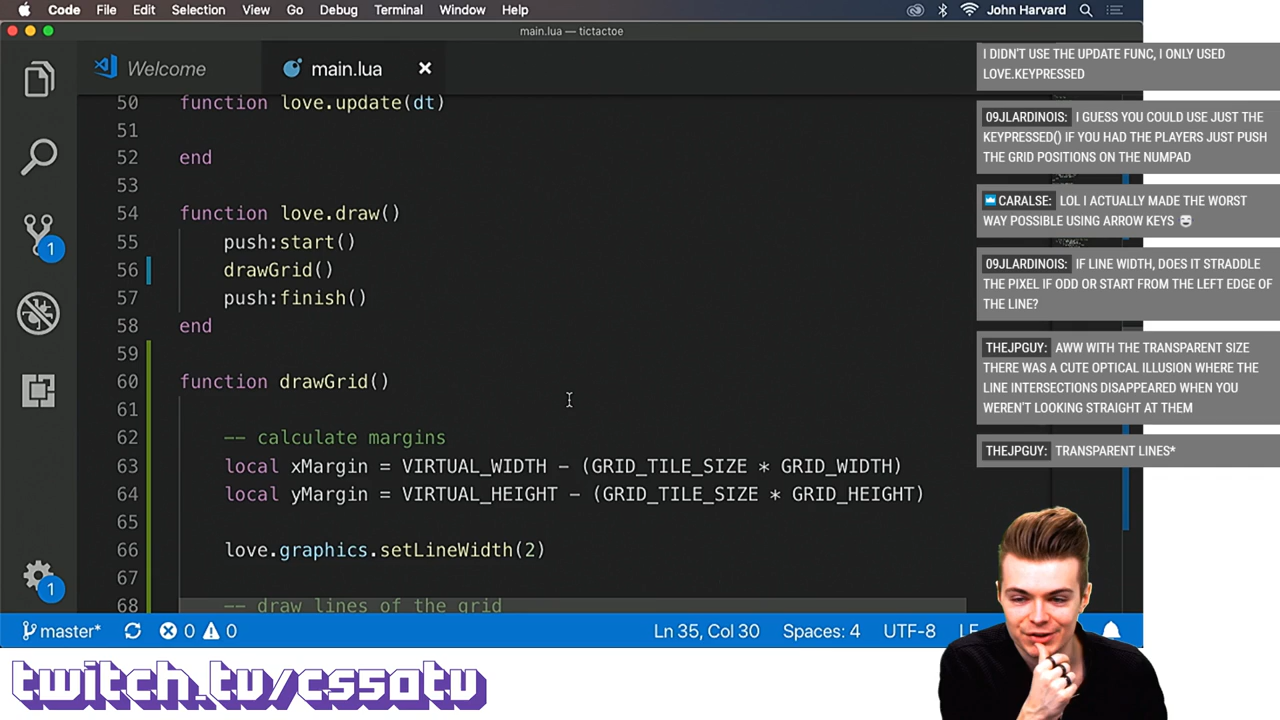 Code File Edit Selection View Go Debug Terminal Window Help John Harvard
main.lua — tictactoe
Welcome main.lua
50 function love.update(dt)
51
52 end
53
54 function love.draw()
55 push:start()
56 drawGrid()
57 push:finish()
58 end
59
60 function drawGrid()
61
62 -- calculate margins
63 local xMargin = VIRTUAL_WIDTH - (GRID_TILE_SIZE * GRID_WIDTH)
64 local yMargin = VIRTUAL_HEIGHT - (GRID_TILE_SIZE * GRID_HEIGHT)
65
66 love.graphics.setLineWidth(2)
67
68 -- draw lines of the grid
1
1
master* 0 0 Ln 35, Col 30 Spaces: 4 UTF-8 LF
I DIDN'T USE THE UPDATE FUNC, I ONLY USED
LOVE.KEYPRESSED
09JLARDINOIS: I GUESS YOU COULD USE JUST THE
KEYPRESSED() IF YOU HAD THE PLAYERS JUST PUSH
THE GRID POSITIONS ON THE NUMPAD
CARALSE: LOL I ACTUALLY MADE THE WORST
WAY POSSIBLE USING ARROW KEYS 😆
09JLARDINOIS: IF LINE WIDTH, DOES IT STRADDLE
THE PIXEL IF ODD OR START FROM THE LEFT EDGE OF
THE LINE?
THEJPGUY: AWW WITH THE TRANSPARENT SIZE
THERE WAS A CUTE OPTICAL ILLUSION WHERE THE
LINE INTERSECTIONS DISAPPEARED WHEN YOU
WEREN'T LOOKING STRAIGHT AT THEM
THEJPGUY: TRANSPARENT LINES*
twitch.tv/cs50tv